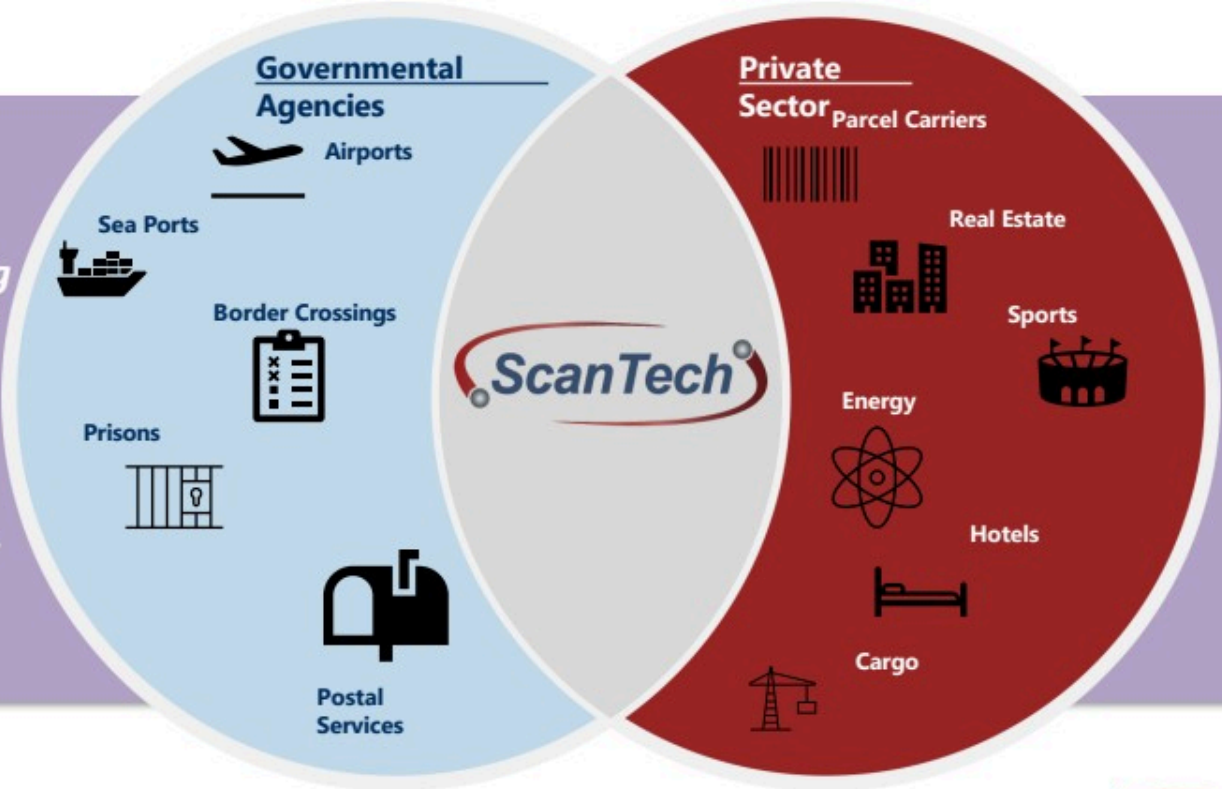 Governmental
Agencies
Airports
Sea Ports
Border Crossings
Prisons
Postal
Services
ScanTech
Private
Sector
Parcel Carriers
Real Estate
Sports
Energy
Hotels
Cargo